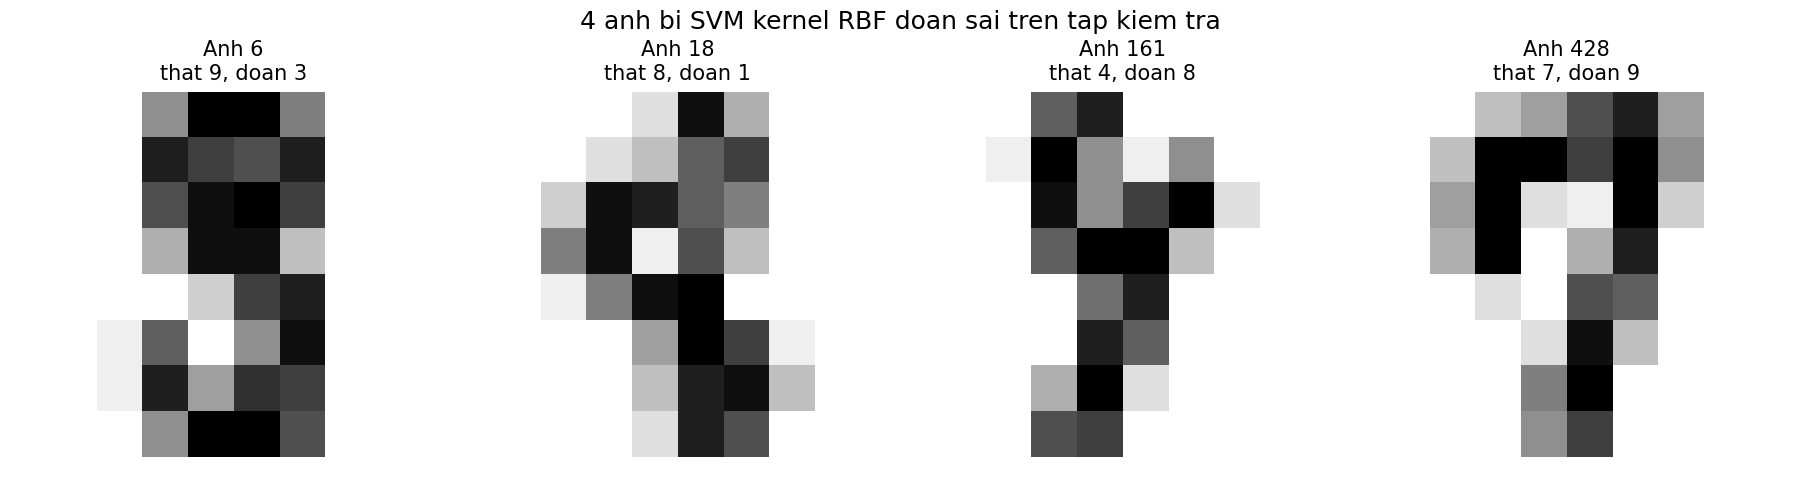 4 anh bi SVM kernel RBF doan sai tren tap kiem tra
Anh 6
that 9, doan 3
Anh 18
that 8, doan 1
Anh 161
that 4, doan 8
Anh 428
that 7, doan 9